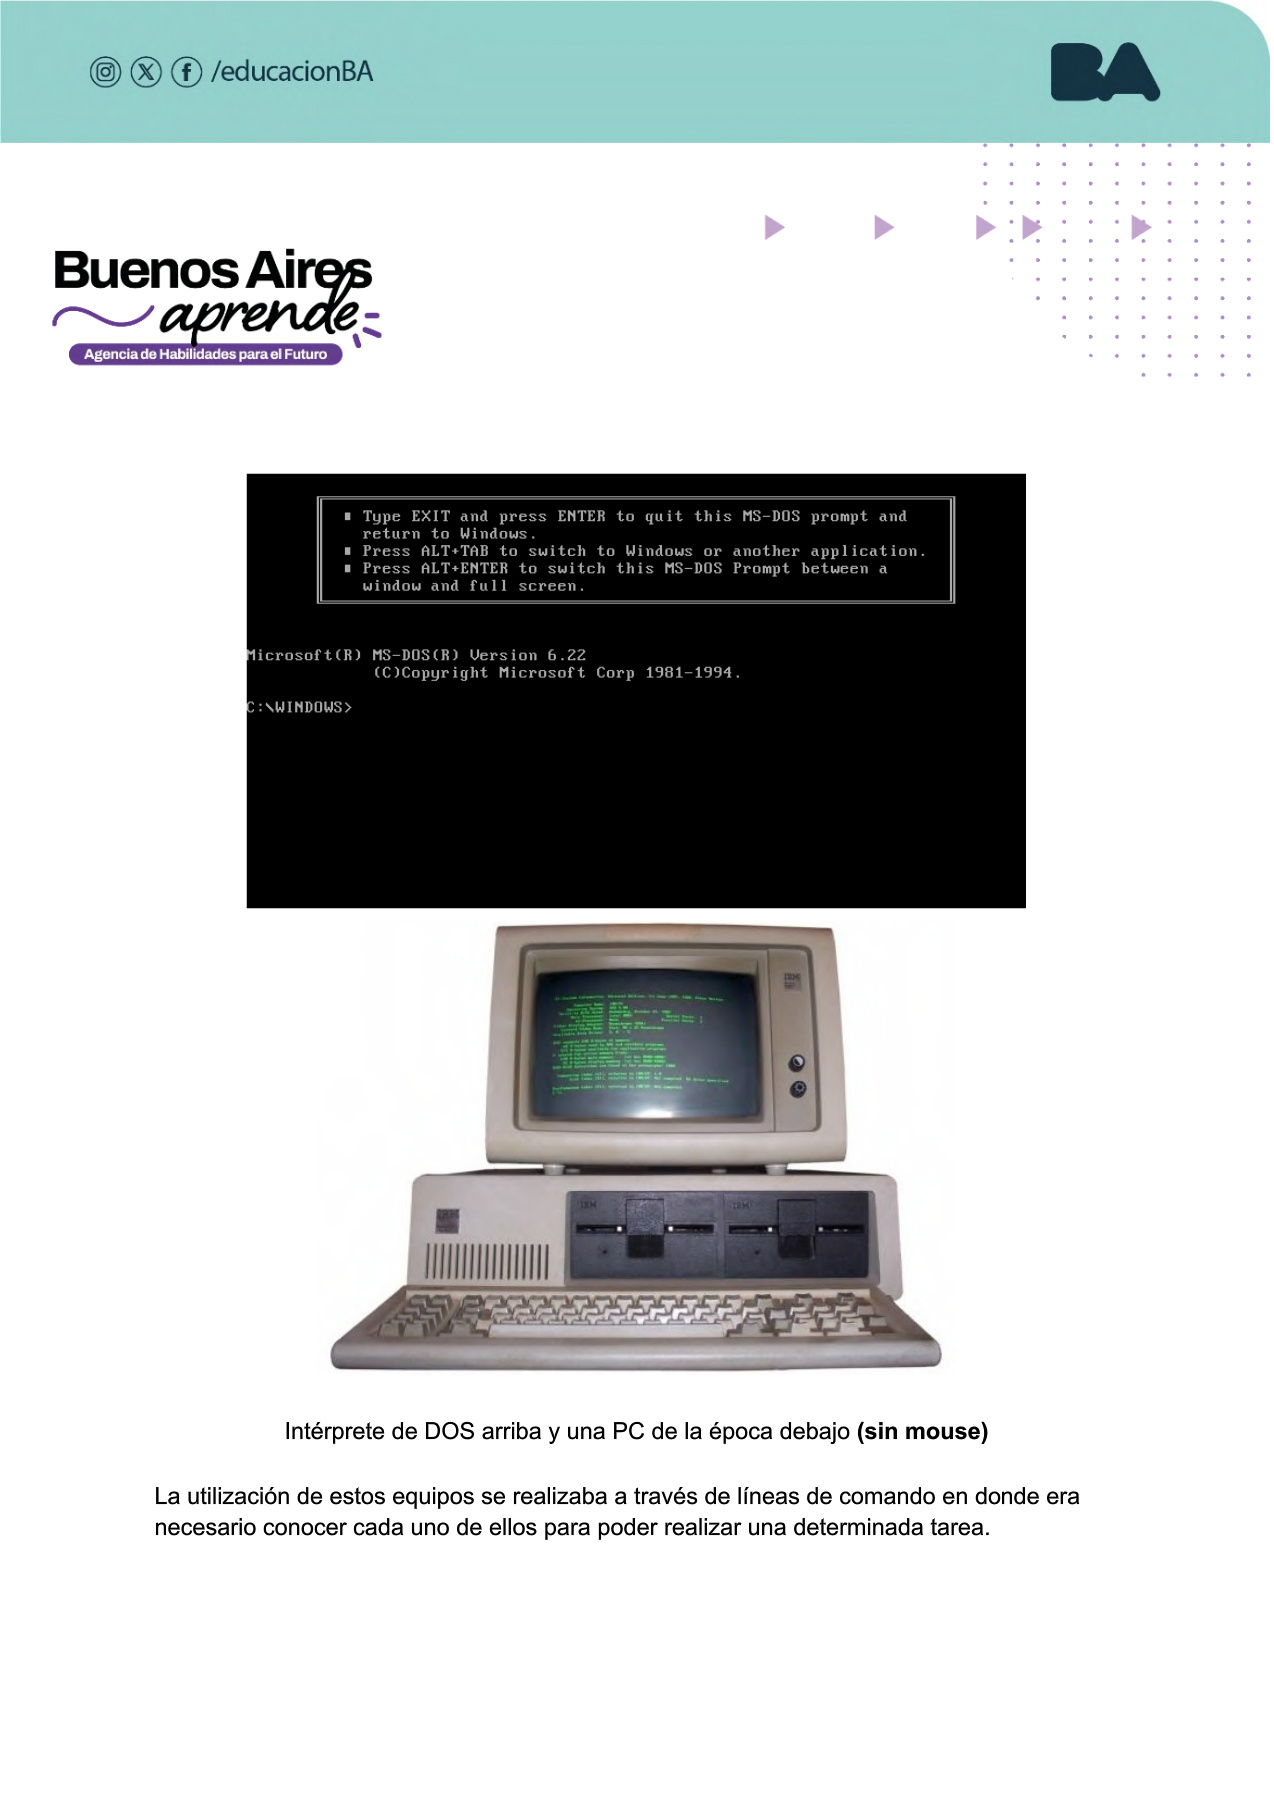 /educacionBA
BA
Buenos Aires
aprende
Agencia de Habilidades para el Futuro
Type EXIT and press ENTER to quit this MS-DOS prompt and
return to Windows.
Press ALT+TAB to switch to Windows or another application.
Press ALT+ENTER to switch this MS-DOS Prompt between a
window and full screen.
Microsoft(R) MS-DOS(R) Version 6.22
(C)Copyright Microsoft Corp 1981-1994.
C:\WINDOWS>
IBM
IBM
IBM
Intérprete de DOS arriba y una PC de la época debajo (sin mouse)
La utilización de estos equipos se realizaba a través de líneas de comando en donde era
necesario conocer cada uno de ellos para poder realizar una determinada tarea.